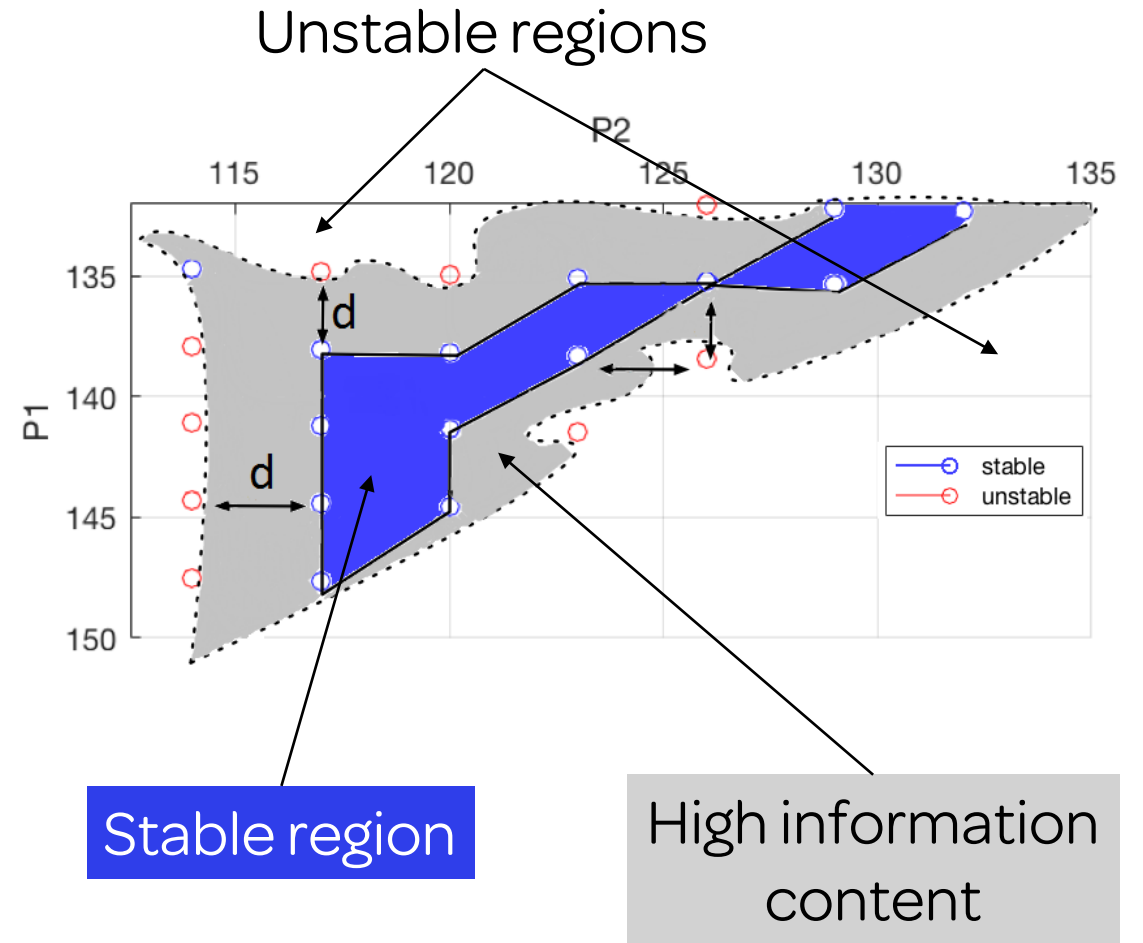 Unstable regions
P2
115 120 125 130 135
135
d
140
P1
d
stable
unstable
145
150
Stable region
High information
content